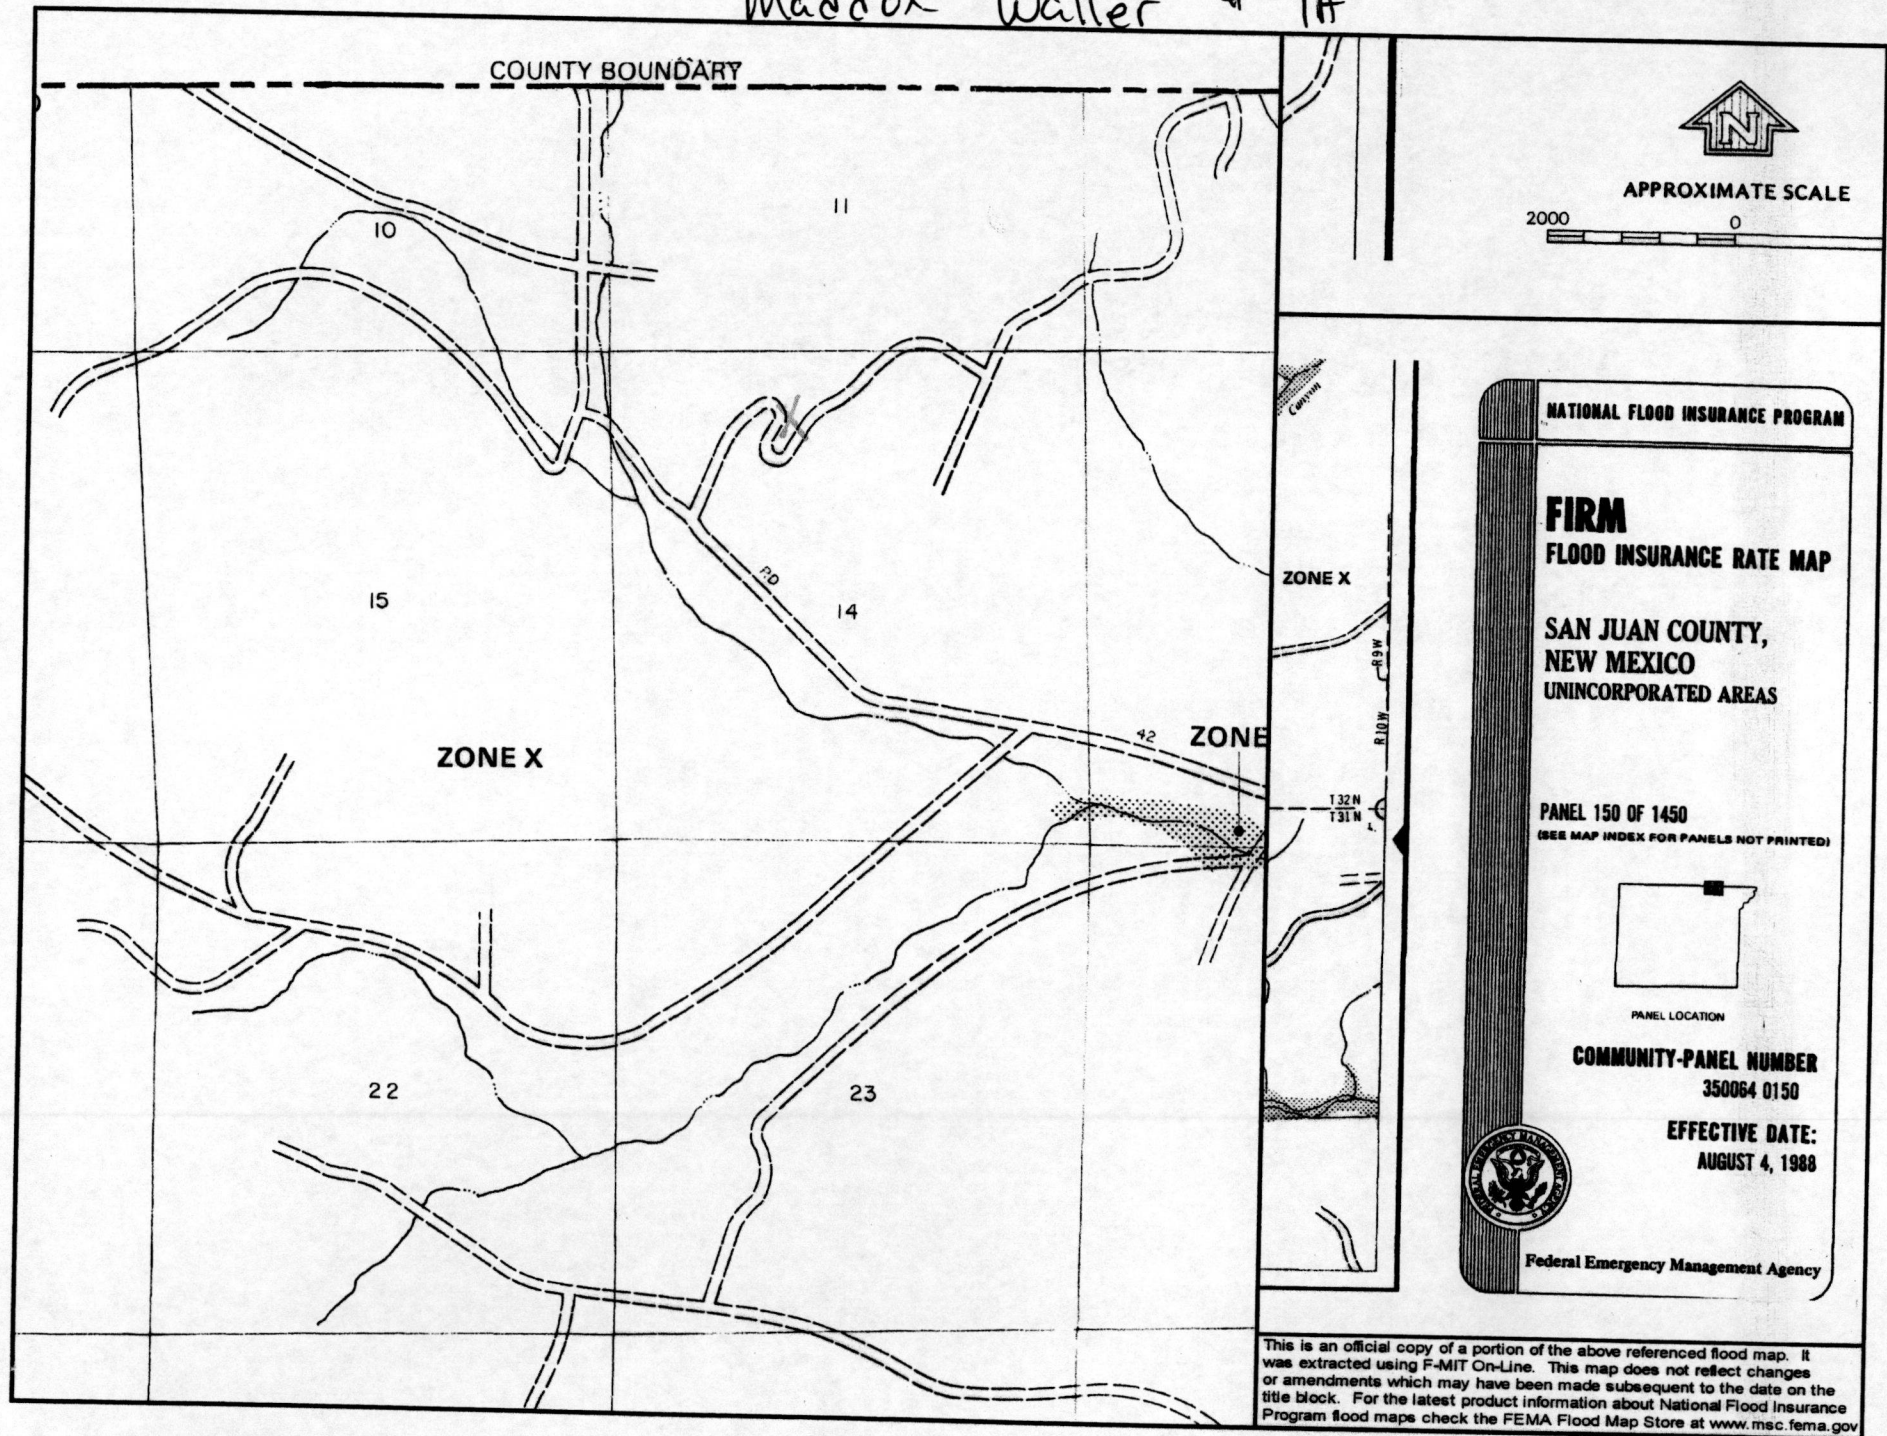 Maddox Waller # 1A
COUNTY BOUNDARY
10
11
15
14
RD
42
ZONE X
ZONE
22
23
Canyon
ZONE X
R9W
R10W
T32N
T31N
N
APPROXIMATE SCALE
2000 0
NATIONAL FLOOD INSURANCE PROGRAM
FIRM
FLOOD INSURANCE RATE MAP
SAN JUAN COUNTY,
NEW MEXICO
UNINCORPORATED AREAS
PANEL 150 OF 1450
(SEE MAP INDEX FOR PANELS NOT PRINTED)
PANEL LOCATION
COMMUNITY-PANEL NUMBER
350064 0150
EFFECTIVE DATE:
AUGUST 4, 1988
FEDERAL EMERGENCY MANAGEMENT AGENCY
Federal Emergency Management Agency
This is an official copy of a portion of the above referenced flood map. It
was extracted using F-MIT On-Line. This map does not reflect changes
or amendments which may have been made subsequent to the date on the
title block. For the latest product information about National Flood Insurance
Program flood maps check the FEMA Flood Map Store at www.msc.fema.gov